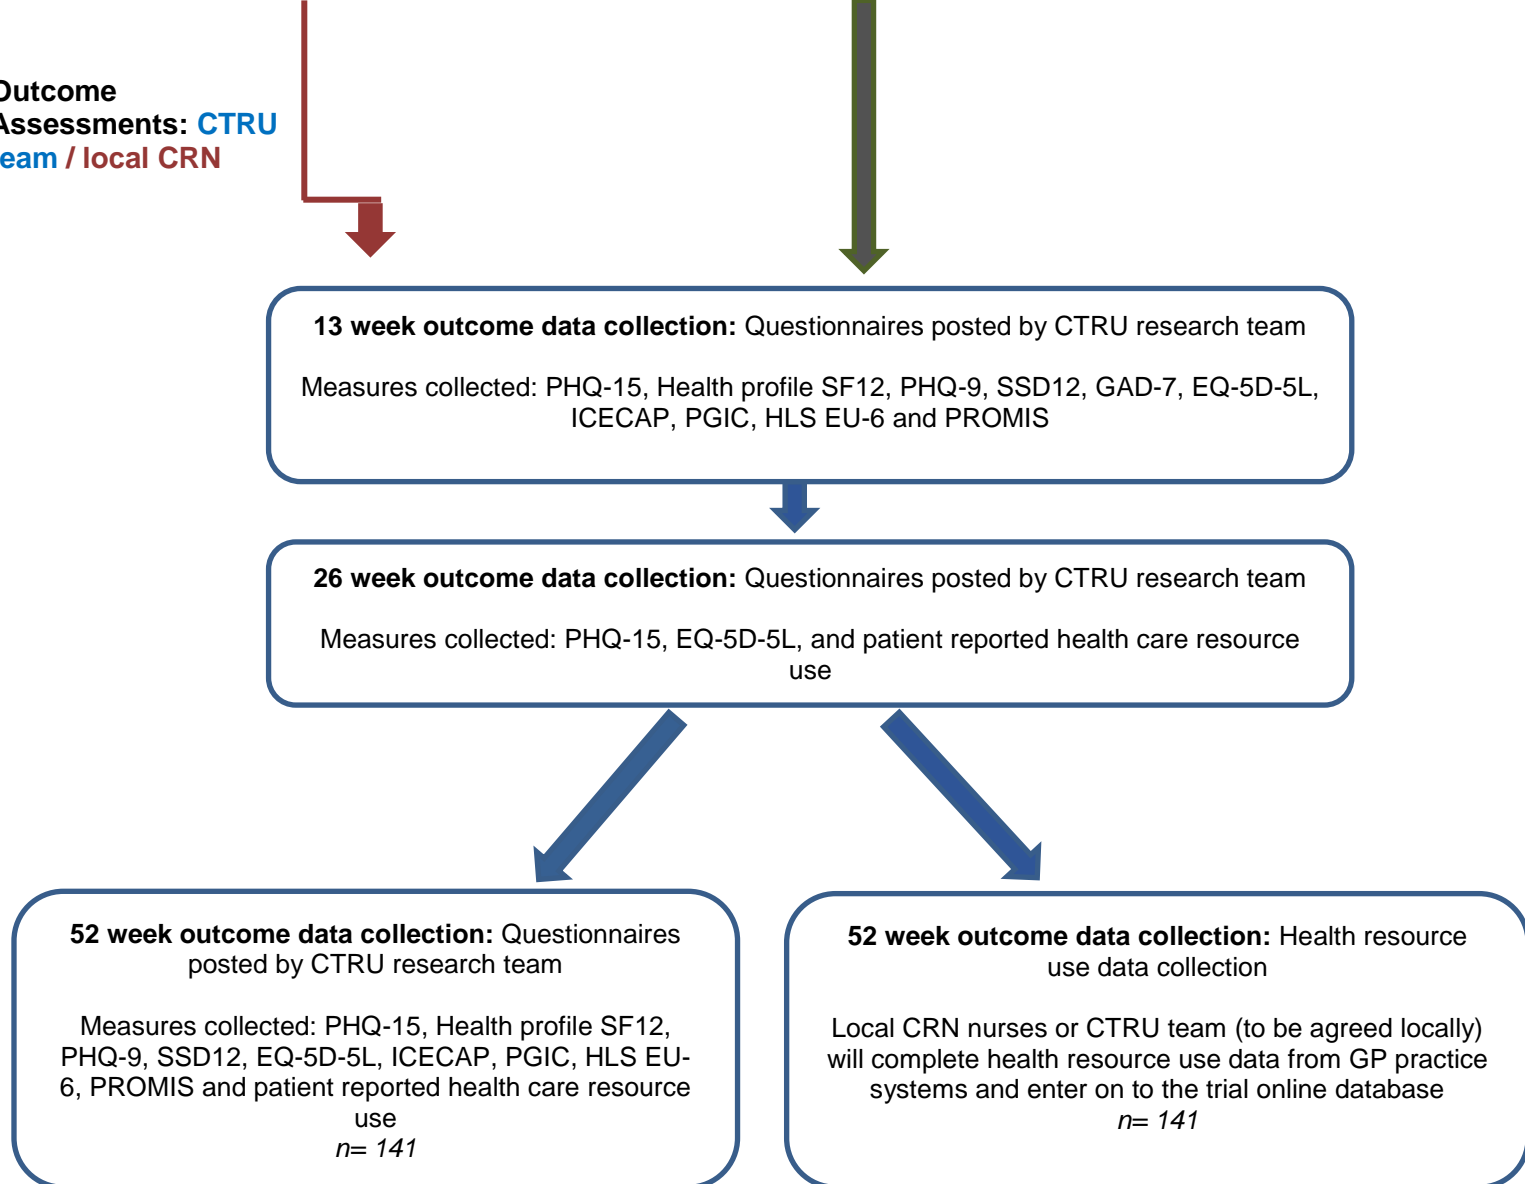 Outcome
Assessments: CTRU
team / local CRN
13 week outcome data collection: Questionnaires posted by CTRU research team
Measures collected: PHQ-15, Health profile SF12, PHQ-9, SSD12, GAD-7, EQ-5D-5L,
ICECAP, PGIC, HLS EU-6 and PROMIS
26 week outcome data collection: Questionnaires posted by CTRU research team
Measures collected: PHQ-15, EQ-5D-5L, and patient reported health care resource
use
52 week outcome data collection: Questionnaires
posted by CTRU research team
Measures collected: PHQ-15, Health profile SF12,
PHQ-9, SSD12, EQ-5D-5L, ICECAP, PGIC, HLS EU-
6, PROMIS and patient reported health care resource
use
n= 141
52 week outcome data collection: Health resource
use data collection
Local CRN nurses or CTRU team (to be agreed locally)
will complete health resource use data from GP practice
systems and enter on to the trial online database
n= 141